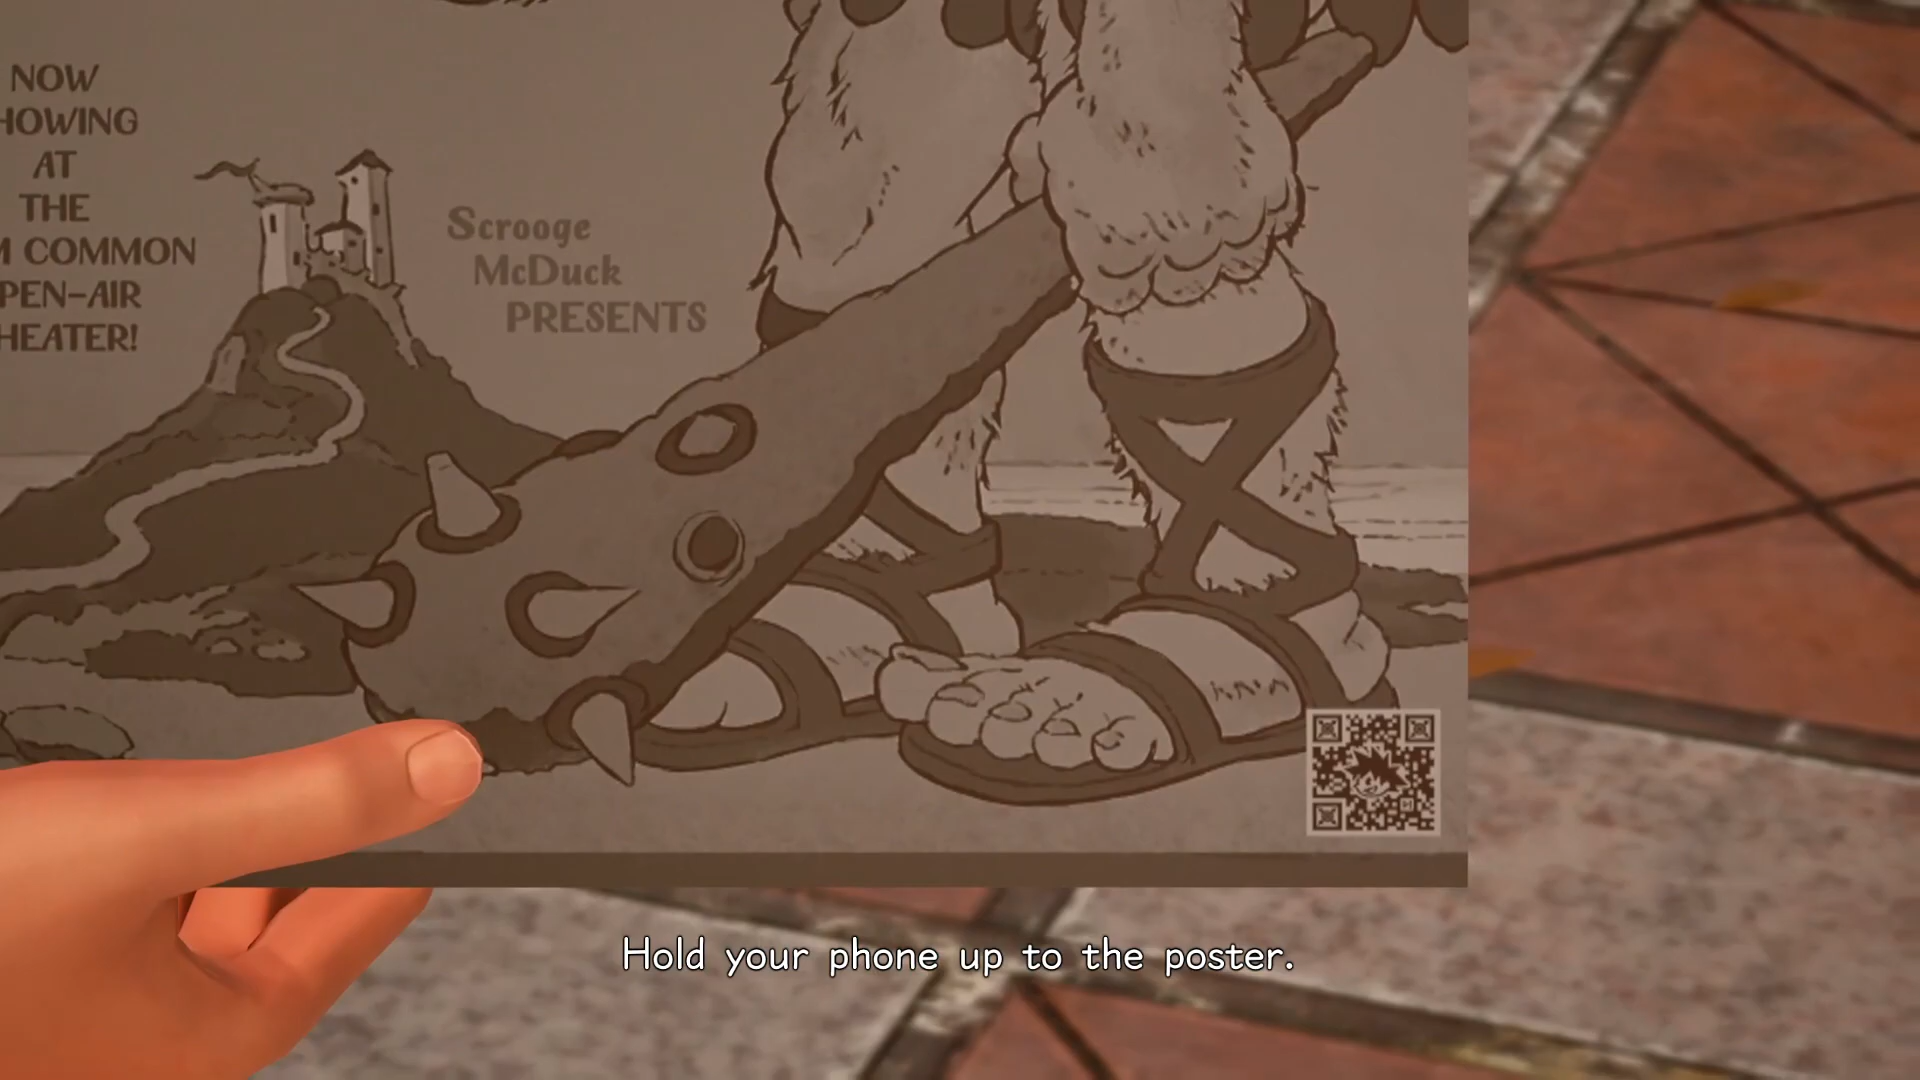 NOW
HOWING
AT
THE
M COMMON
PEN-AIR
HEATER!
Scrooge
McDuck
PRESENTS
Hold your phone up to the poster.